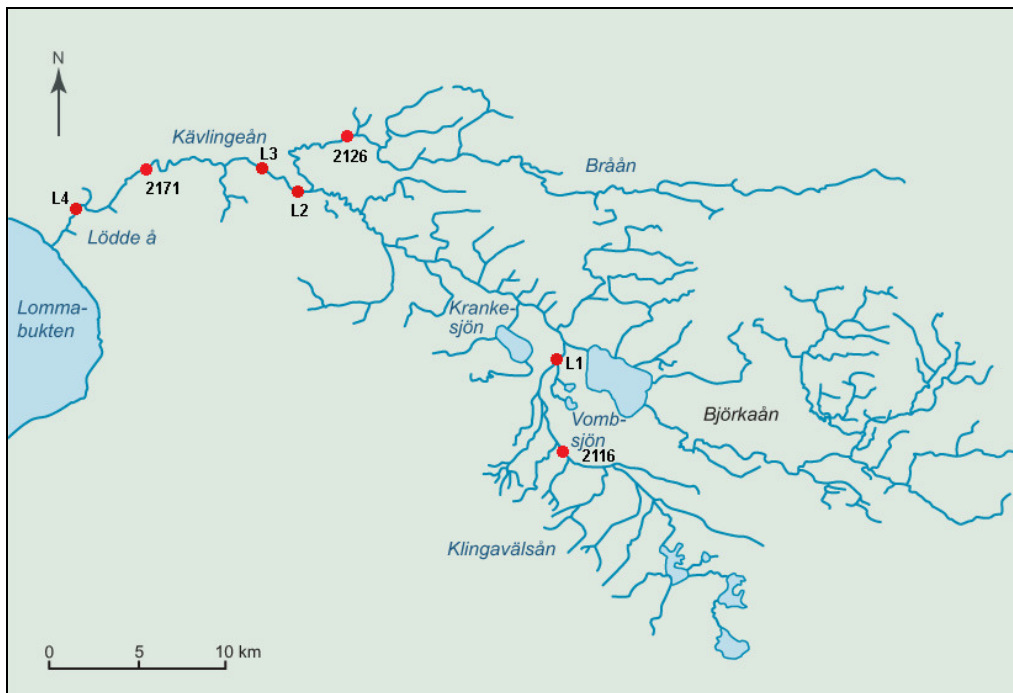 N
Kävlingeån
L3
2126
2171
Bråån
L4
L2
Lödde å
Lomma-
bukten
Kranke-
sjön
L1
Björkaån
Vomb-
sjön
2116
Klingavälsån
0 5 10 km